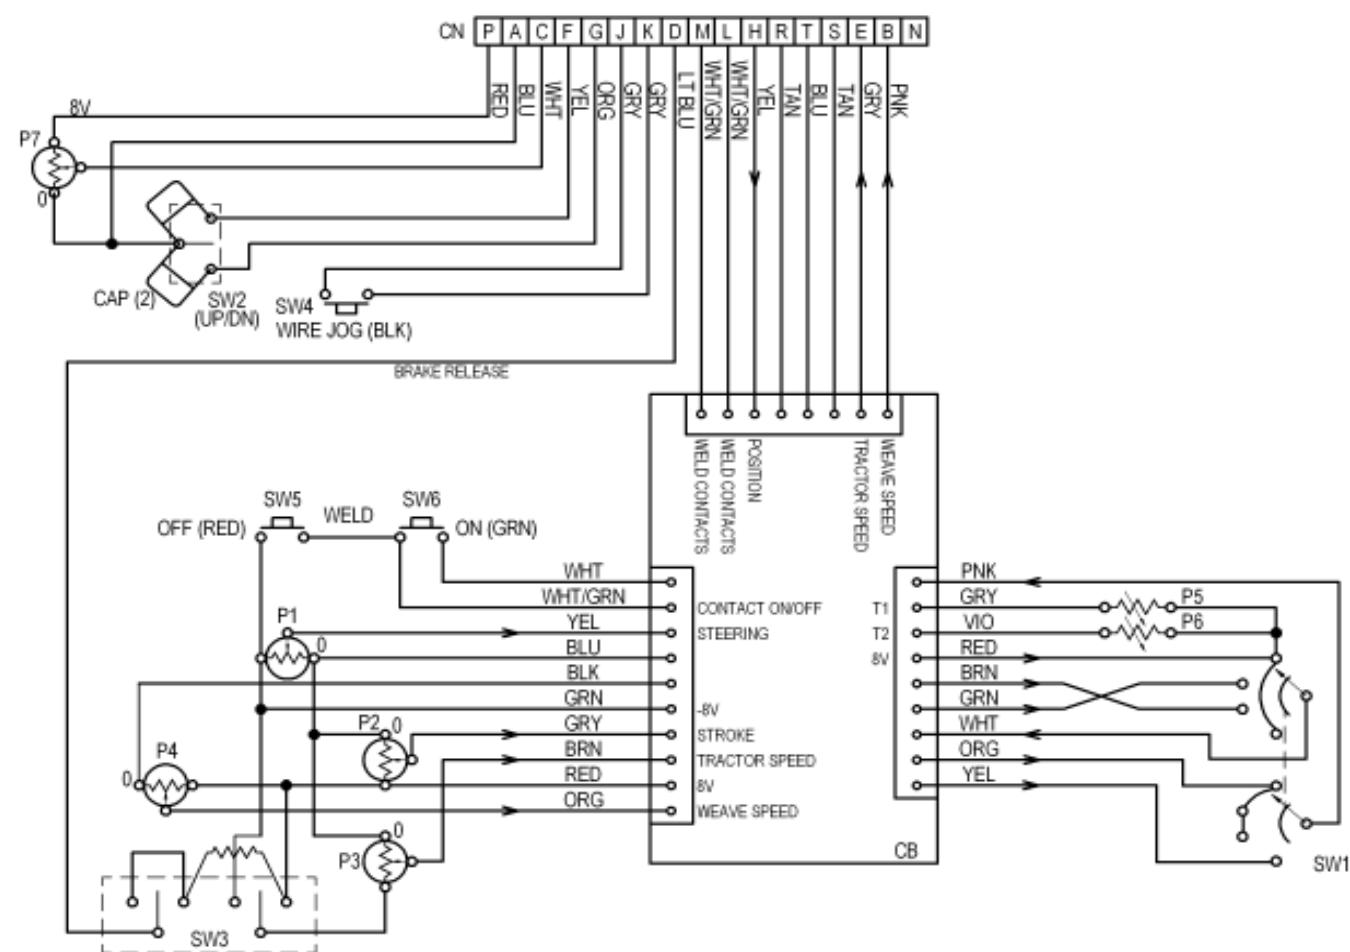 CN P A C F G J K D M L H R T S E B N
RED BLU WHT YEL ORG GRY GRY LT BLU WHT/GRN WHT/GRN YEL TAN BLU TAN GRY PNK
8V
P7
0
CAP (2)
SW2
(UP/DN)
SW4
WIRE JOG (BLK)
BRAKE RELEASE
WELD CONTACTS WELD CONTACTS POSITION TRACTOR SPEED WEAVE SPEED
SW5
SW6
OFF (RED)
WELD
ON (GRN)
WHT
WHT/GRN CONTACT ON/OFF
YEL STEERING
BLU
BLK
GRN -8V
GRY STROKE
BRN TRACTOR SPEED
RED 8V
ORG WEAVE SPEED
P1
0
P2 0
P4
0
0
P3
SW3
PNK
T1 GRY P5
T2 VIO P6
8V RED
BRN
GRN
WHT
ORG
YEL
CB
SW1